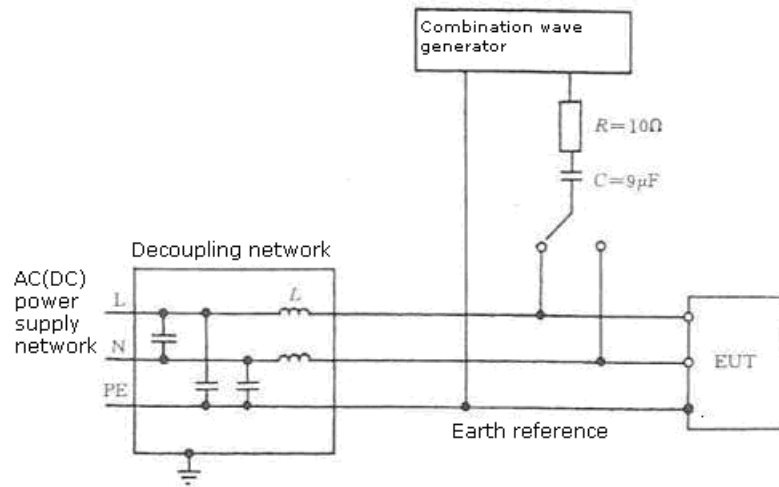 Combination wave
generator
R=10Ω
C=9μF
Decoupling network
AC(DC)
power
supply
network
L
L
N
EUT
PE
Earth reference